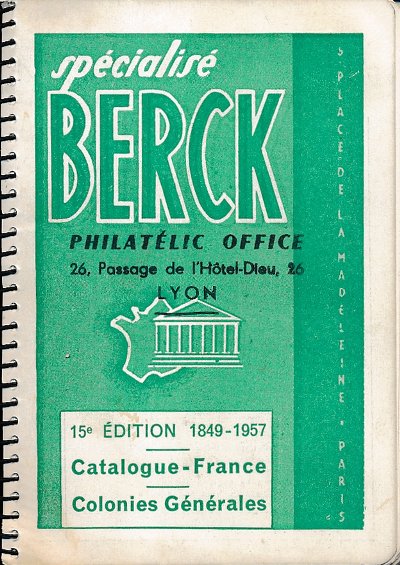 spécialisé
BERCK
PHILATÉLIC OFFICE
26, Passage de l'Hôtel-Dieu, 26
LYON
15e ÉDITION 1849-1957
Catalogue-France
Colonies Générales
5, PLACE DE LA MADELEINE - PARIS